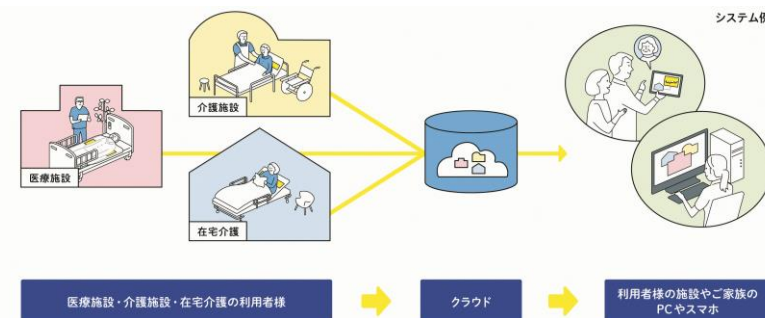 システム例
介護施設
医療施設
在宅介護
医療施設・介護施設・在宅介護の利用者様
クラウド
利用者様の施設やご家族の
PCやスマホ